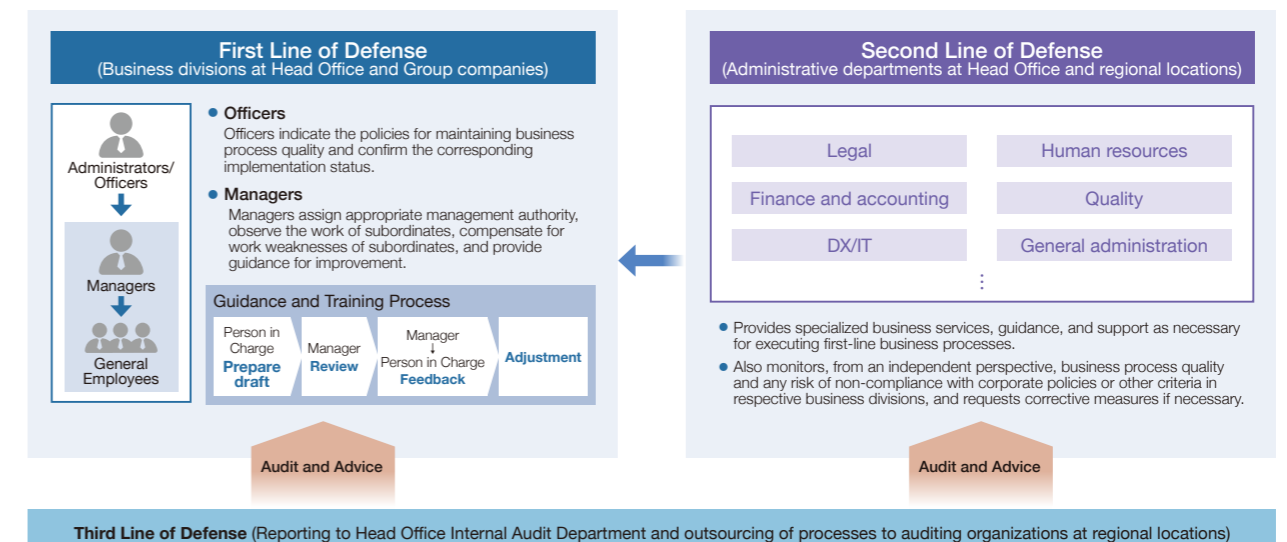 First Line of Defense
(Business divisions at Head Office and Group companies)
Administrators/
Officers
Managers
General
Employees
● Officers
Officers indicate the policies for maintaining business
process quality and confirm the corresponding
implementation status.
● Managers
Managers assign appropriate management authority,
observe the work of subordinates, compensate for
work weaknesses of subordinates, and provide
guidance for improvement.
Guidance and Training Process
Person in
Charge
Prepare
draft
Manager
Review
Manager
↓
Person in Charge
Feedback
Adjustment
Second Line of Defense
(Administrative departments at Head Office and regional locations)
Legal
Human resources
Finance and accounting
Quality
DX/IT
General administration
⋮
● Provides specialized business services, guidance, and support as necessary
for executing first-line business processes.
● Also monitors, from an independent perspective, business process quality
and any risk of non-compliance with corporate policies or other criteria in
respective business divisions, and requests corrective measures if necessary.
Audit and Advice
Audit and Advice
Third Line of Defense (Reporting to Head Office Internal Audit Department and outsourcing of processes to auditing organizations at regional locations)